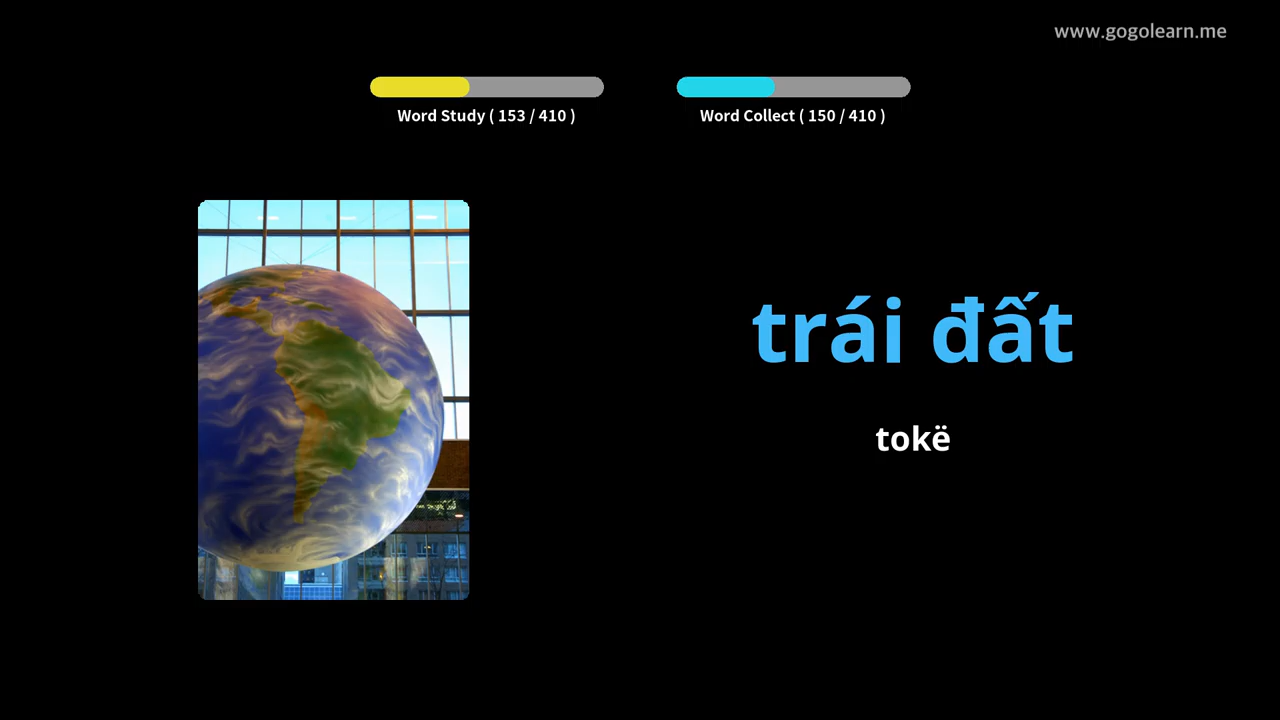 www.gogolearn.me
Word Study ( 153 / 410 )
Word Collect ( 150 / 410 )
trái đất
tokë